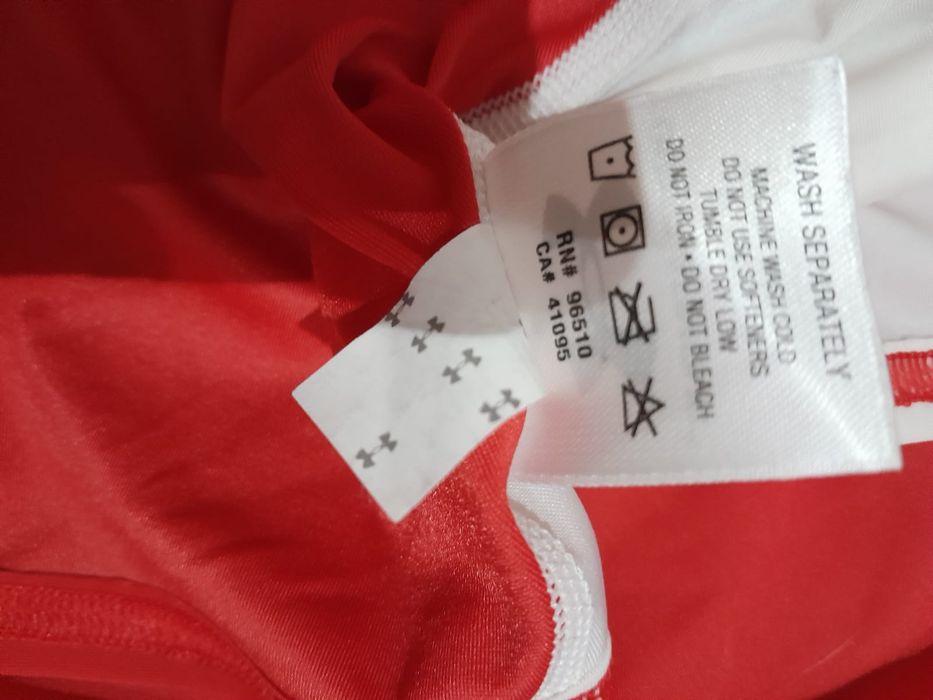 WASH SEPARATELY
MACHINE WASH COLD
DO NOT USE SOFTENERS
TUMBLE DRY LOW
DO NOT IRON • DO NOT BLEACH
RN# 96510
CA# 41095